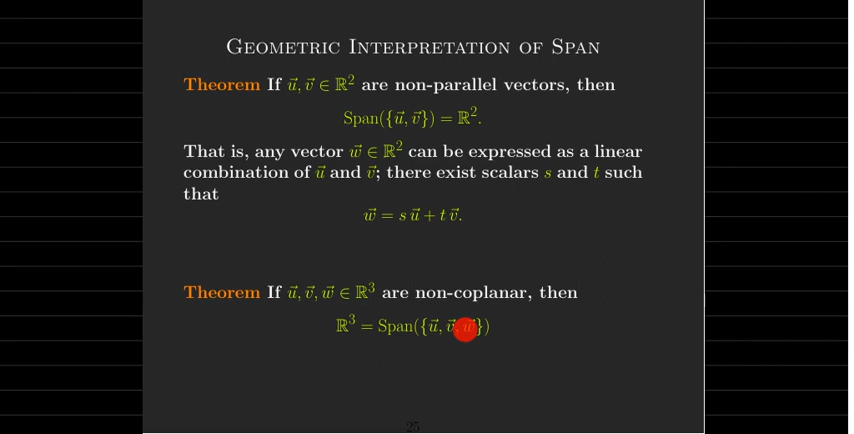 Geometric Interpretation of Span
Theorem If u⃗, v⃗ ∈ ℝ² are non-parallel vectors, then
Span({u⃗, v⃗}) = ℝ².
That is, any vector w⃗ ∈ ℝ² can be expressed as a linear
combination of u⃗ and v⃗; there exist scalars s and t such
that
w⃗ = s u⃗ + t v⃗.
Theorem If u⃗, v⃗, w⃗ ∈ ℝ³ are non-coplanar, then
ℝ³ = Span({u⃗, v⃗, w⃗})
25